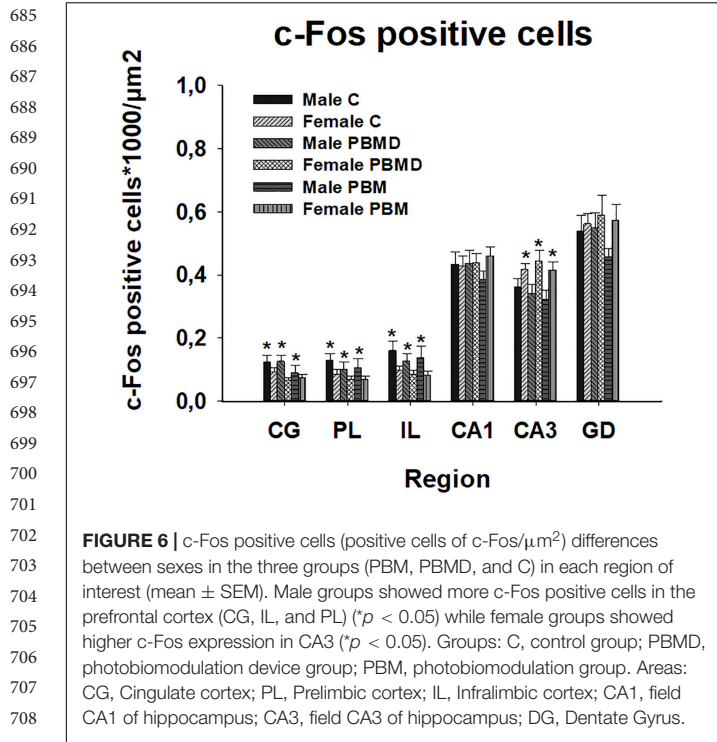 685
686
687
688
689
690
691
692
693
694
695
696
697
698
699
700
701
702
703
704
705
706
707
708
c-Fos positive cells
c-Fos positive cells*1000/µm2
1,0
0,8
0,6
0,4
0,2
0,0
Male C
Female C
Male PBMD
Female PBMD
Male PBM
Female PBM
* * *
* * *
* * *
* * *
CG PL IL CA1 CA3 GD
Region
FIGURE 6 | c-Fos positive cells (positive cells of c-Fos/µm²) differences
between sexes in the three groups (PBM, PBMD, and C) in each region of
interest (mean ± SEM). Male groups showed more c-Fos positive cells in the
prefrontal cortex (CG, IL, and PL) (*p < 0.05) while female groups showed
higher c-Fos expression in CA3 (*p < 0.05). Groups: C, control group; PBMD,
photobiomodulation device group; PBM, photobiomodulation group. Areas:
CG, Cingulate cortex; PL, Prelimbic cortex; IL, Infralimbic cortex; CA1, field
CA1 of hippocampus; CA3, field CA3 of hippocampus; DG, Dentate Gyrus.